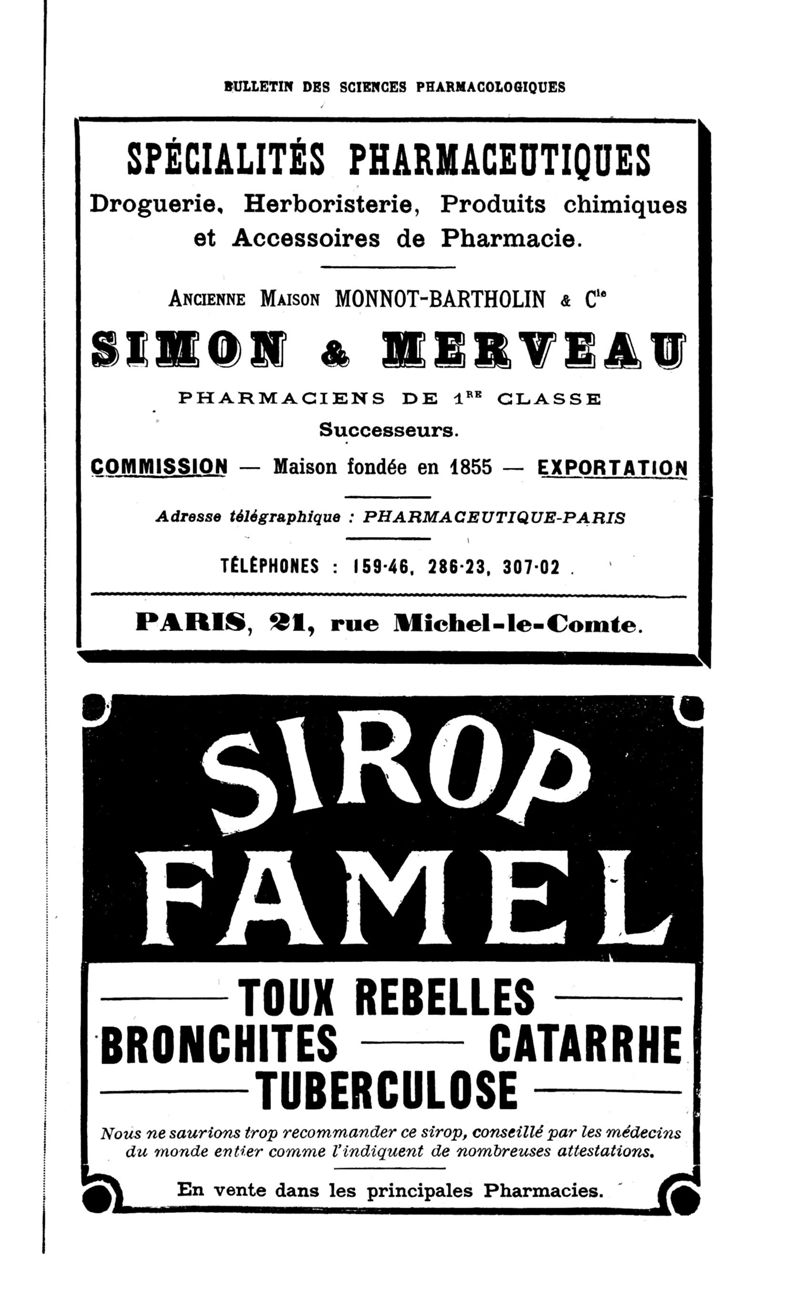 BULLETIN DES SCIENCES PHARMACOLOGIQUES
SPÉCIALITÉS PHARMACEUTIQUES
Droguerie, Herboristerie, Produits chimiques
et Accessoires de Pharmacie.
ANCIENNE MAISON MONNOT-BARTHOLIN & Cie
SIMON & MERVEAU
PHARMACIENS DE 1RE CLASSE
Successeurs.
COMMISSION — Maison fondée en 1855 — EXPORTATION
Adresse télégraphique : PHARMACEUTIQUE-PARIS
TÉLÉPHONES : 159-46, 286-23, 307-02.
PARIS, 21, rue Michel-le-Comte.
SIROP
FAMEL
TOUX REBELLES
BRONCHITES — CATARRHE
TUBERCULOSE
Nous ne saurions trop recommander ce sirop, conseillé par les médecins
du monde entier comme l'indiquent de nombreuses attestations.
En vente dans les principales Pharmacies.